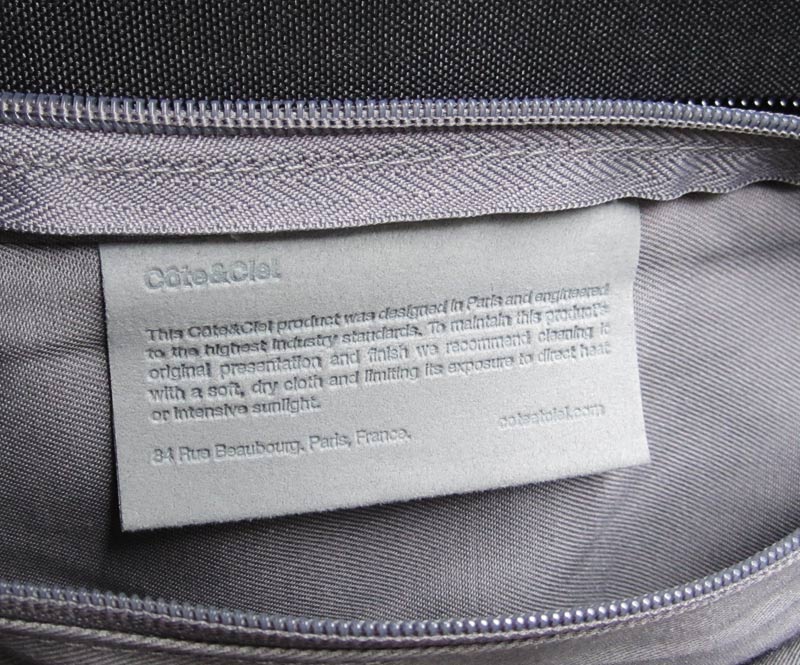 Côte&Ciel
This Côte&Ciel product was designed in Paris and engineered
to the highest industry standards. To maintain this product's
original presentation and finish we recommend cleaning it
with a soft, dry cloth and limiting its exposure to direct heat
or intensive sunlight.
coteetciel.com
84 Rue Beaubourg. Paris, France.